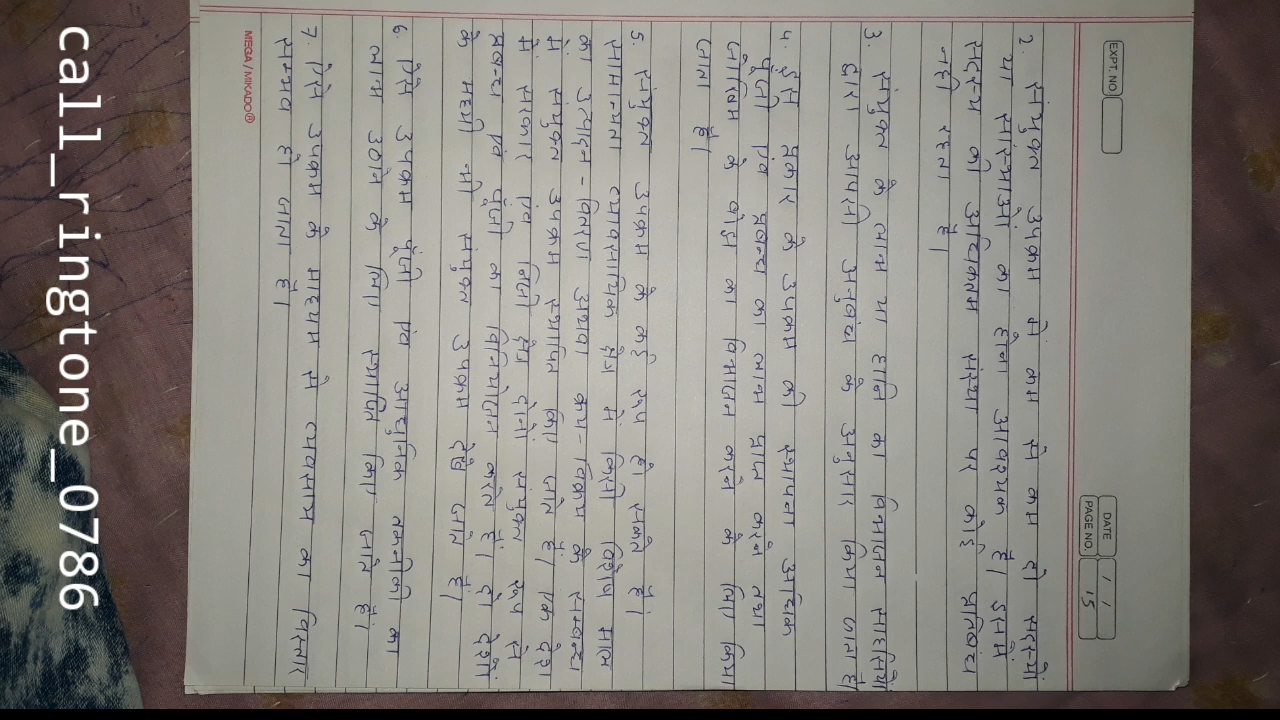 EXPT. NO
DATE / /
PAGE NO. 15
2. संयुक्त उपक्रम में कम से कम दो सदस्यो
या संस्थाओं का होना आवश्यक है। इसमें
सदस्य की अधिकतम संख्या पर कोई प्रतिबंध
नही रहता है।
3. संयुक्त के लाभ या हानि का विभाजन साहसियो
द्वारा आपसी अनुबंध के अनुसार किया जाता है
4. इस प्रकार के उपक्रम की स्थापना अधिक
पूंजी एवं प्रबन्ध का लाभ प्राप्त करने तथा
जोखिम के बोझ का विभाजन करने के लिए किया
जाता है।
5. संयुक्त उपक्रम के कई रूप हो सकते है।
सामान्यतः व्यावसायिक क्षेत्र में किसी विशेष माल
का उत्पादन - वितरण अथवा क्रय-विक्रय के सम्बन्ध
में संयुक्त उपक्रम स्थापित किए जाते है। एक देश
में सरकार एवं निजी क्षेत्र दोनों संयुक्त रूप से
प्रबन्ध एवं पूंजी का विनियोजन करते है। दो देशों
के मध्य भी संयुक्त उपक्रम देखे जाते है।
6. ऐसे उपक्रम पूंजी एवं आधुनिक तकनीकी का
लाभ उठाने के लिए स्थापित किए जाते है।
7. ऐसे उपक्रम के माध्यम से व्यवसाय का विस्तार
सम्भव हो जाता है।
MEGA / MIKADO®
call_ringtone_0786